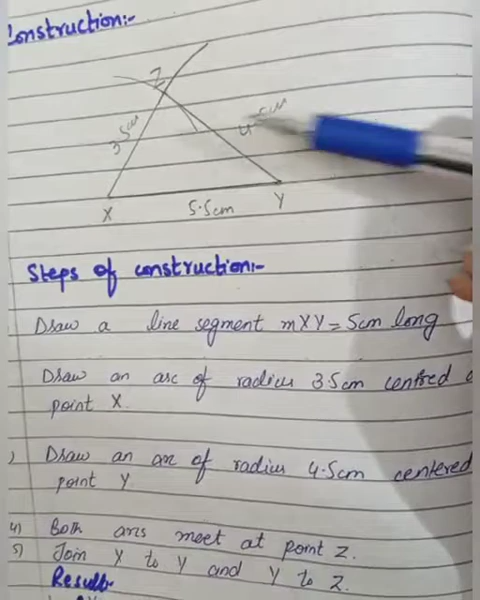 Construction:-
Z
3.5cm
4.5cm
X
5.5cm
Y
Steps of construction:-
Draw a line segment mXY = 5cm long
Draw an arc of radius 3.5cm centred
point X.
) Draw an arc of radius 4.5cm centered
point Y
4) Both arcs meet at point Z.
5) Join X to Y and Y to Z.
Result:-